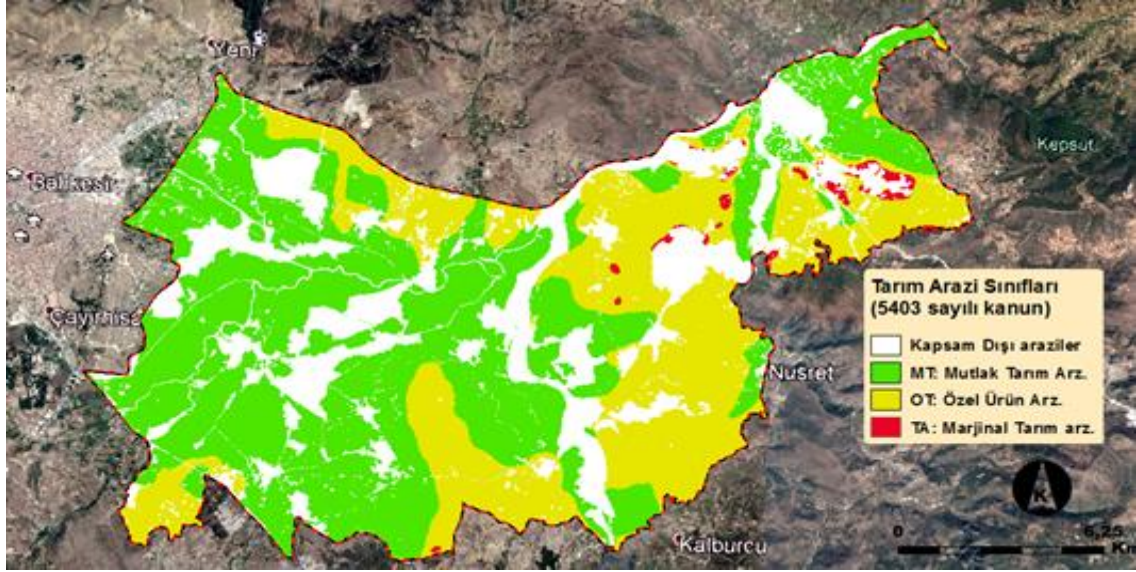 Yeni
Balıkesir
Kepsut
Çayırhisa
Nusret
Kalburcu
Tarım Arazi Sınıfları
(5403 sayılı kanun)
Kapsam Dışı araziler
MT: Mutlak Tarım Arz.
OT: Özel Ürün Arz.
TA: Marjinal Tarım arz.
K
0 6,25
Km